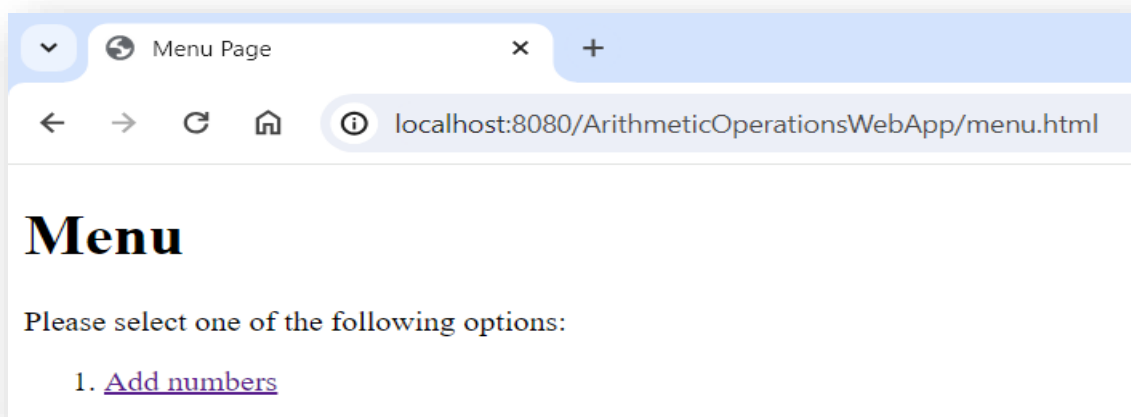 Menu Page
localhost:8080/ArithmeticOperationsWebApp/menu.html
Menu
Please select one of the following options:
1. Add numbers